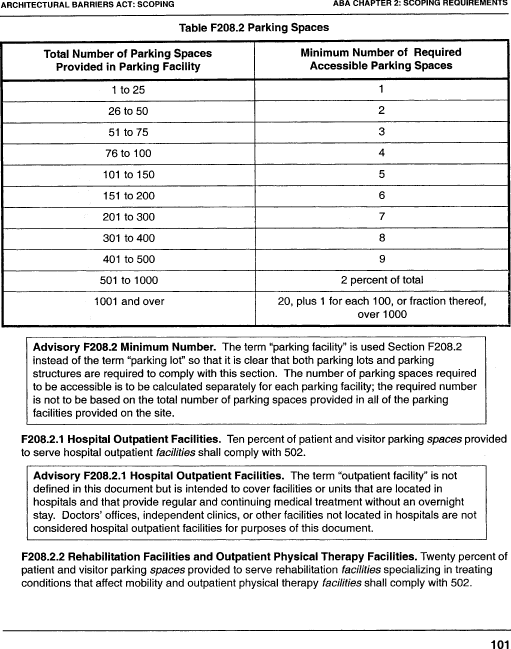 ARCHITECTURAL BARRIERS ACT: SCOPING
ABA CHAPTER 2: SCOPING REQUIREMENTS
Table F208.2 Parking Spaces
Total Number of Parking Spaces Provided in Parking Facility
Minimum Number of Required Accessible Parking Spaces
1 to 25 1
26 to 50 2
51 to 75 3
76 to 100 4
101 to 150 5
151 to 200 6
201 to 300 7
301 to 400 8
401 to 500 9
501 to 1000 2 percent of total
1001 and over 20, plus 1 for each 100, or fraction thereof,
over 1000
Advisory F208.2 Minimum Number. The term “parking facility” is used Section F208.2
instead of the term “parking lot” so that it is clear that both parking lots and parking
structures are required to comply with this section. The number of parking spaces required
to be accessible is to be calculated separately for each parking facility; the required number
is not to be based on the total number of parking spaces provided in all of the parking
facilities provided on the site.
F208.2.1 Hospital Outpatient Facilities. Ten percent of patient and visitor parking spaces provided
to serve hospital outpatient facilities shall comply with 502.
Advisory F208.2.1 Hospital Outpatient Facilities. The term “outpatient facility” is not
defined in this document but is intended to cover facilities or units that are located in
hospitals and that provide regular and continuing medical treatment without an overnight
stay. Doctors’ offices, independent clinics, or other facilities not located in hospitals are not
considered hospital outpatient facilities for purposes of this document.
F208.2.2 Rehabilitation Facilities and Outpatient Physical Therapy Facilities. Twenty percent of
patient and visitor parking spaces provided to serve rehabilitation facilities specializing in treating
conditions that affect mobility and outpatient physical therapy facilities shall comply with 502.
101